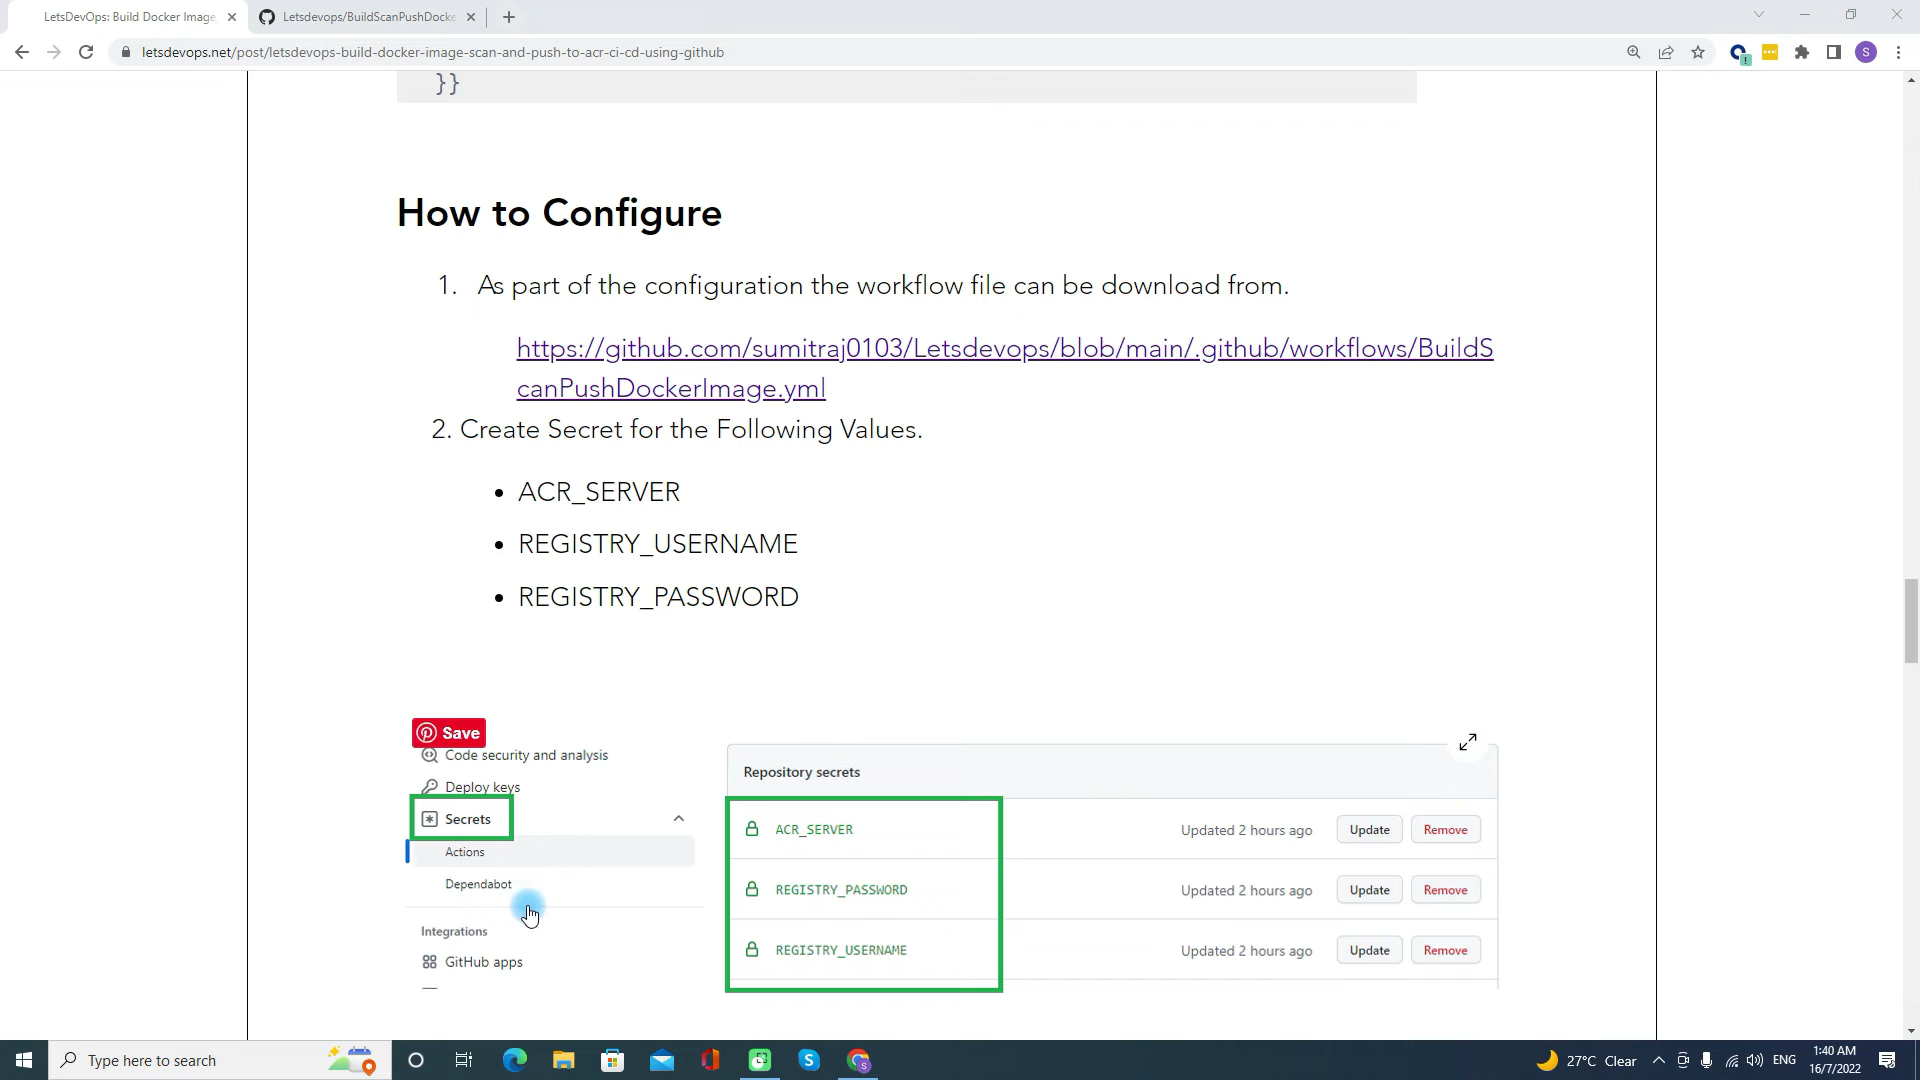 LetsDevOps: Build Docker Image
Letsdevops/BuildScanPushDocke
letsdevops.net/post/letsdevops-build-docker-image-scan-and-push-to-acr-ci-cd-using-github
S
}}
How to Configure
1. As part of the configuration the workflow file can be download from.
https://github.com/sumitraj0103/Letsdevops/blob/main/.github/workflows/BuildS
canPushDockerImage.yml
2. Create Secret for the Following Values.
• ACR_SERVER
• REGISTRY_USERNAME
• REGISTRY_PASSWORD
Save
Code security and analysis
Deploy keys
Secrets
Actions
Dependabot
Integrations
GitHub apps
Repository secrets
ACR_SERVER Updated 2 hours ago Update Remove
REGISTRY_PASSWORD Updated 2 hours ago Update Remove
REGISTRY_USERNAME Updated 2 hours ago Update Remove
Type here to search
27°C Clear
ENG
1:40 AM
16/7/2022